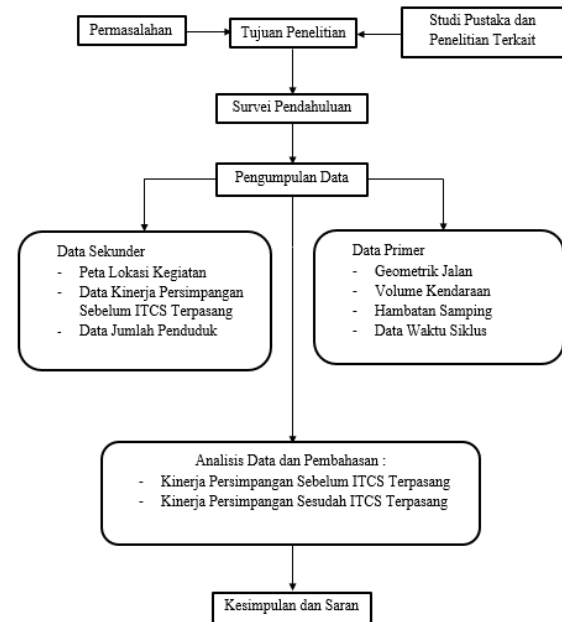 Permasalahan
Tujuan Penelitian
Studi Pustaka dan
Penelitian Terkait
Survei Pendahuluan
Pengumpulan Data
Data Sekunder
- Peta Lokasi Kegiatan
- Data Kinerja Persimpangan
Sebelum ITCS Terpasang
- Data Jumlah Penduduk
Data Primer
- Geometrik Jalan
- Volume Kendaraan
- Hambatan Samping
- Data Waktu Siklus
Analisis Data dan Pembahasan :
- Kinerja Persimpangan Sebelum ITCS Terpasang
- Kinerja Persimpangan Sesudah ITCS Terpasang
Kesimpulan dan Saran